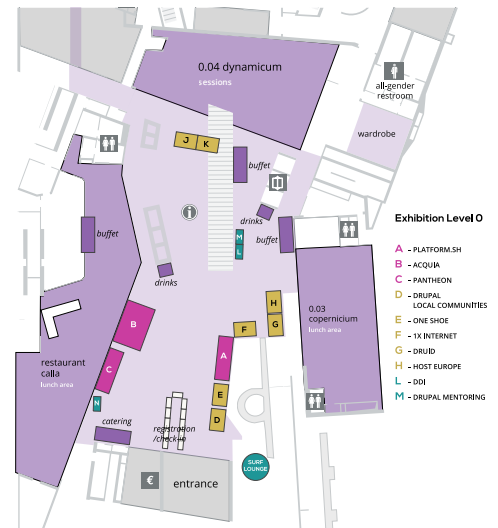 0.04 dynamicum
sessions
all-gender
restroom
wardrobe
J
K
buffet
buffet
drinks
buffet
M
L
drinks
Exhibition Level 0
A – PLATFORM.SH
B – ACQUIA
C – PANTHEON
D – DRUPAL
LOCAL COMMUNITIES
E – ONE SHOE
F – 1X INTERNET
G – DRUID
H – HOST EUROPE
L – DDI
M – DRUPAL MENTORING
0.03
copernicium
lunch area
H
G
F
B
A
C
E
D
N
restaurant
calla
lunch area
catering
registration
/check-in
SURF
LOUNGE
€
entrance